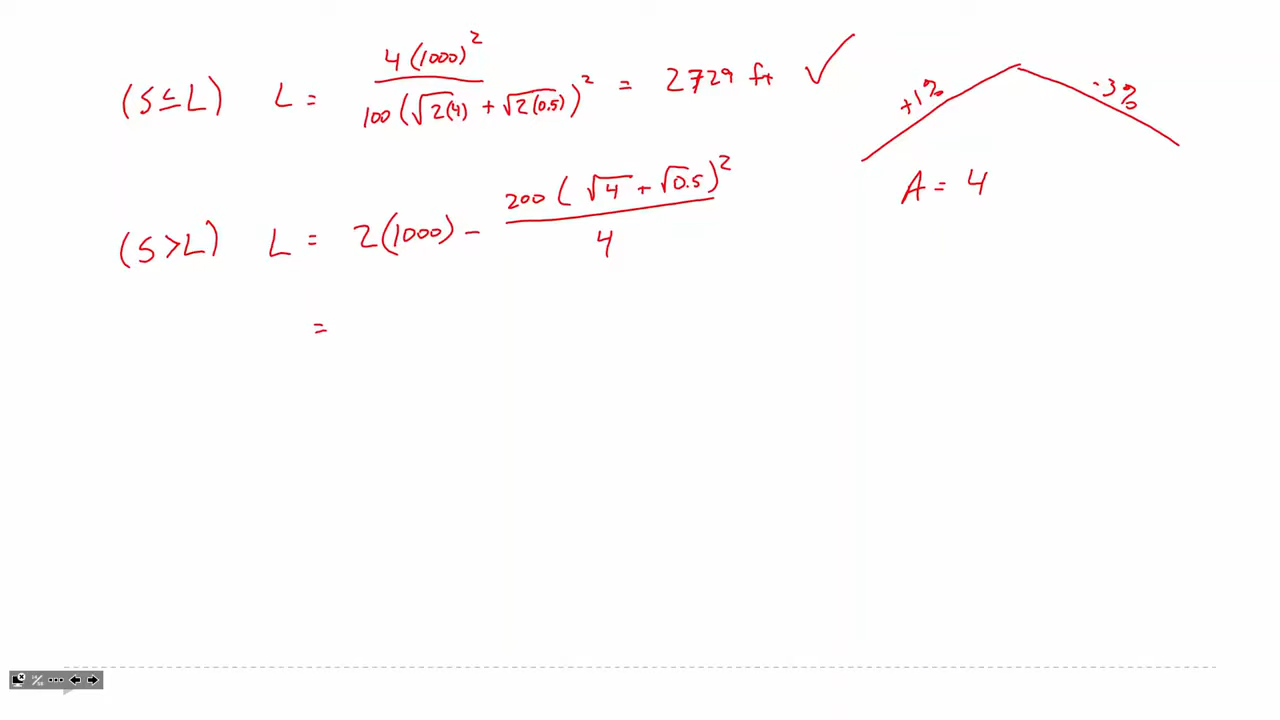 (S ≤ L) L = 4(1000)² / 100(√2(4) + √2(0.5))² = 2729 ft ✓
+1% -3%
A = 4
(S > L) L = 2(1000) - 200(√4 + √0.5)² / 4
=